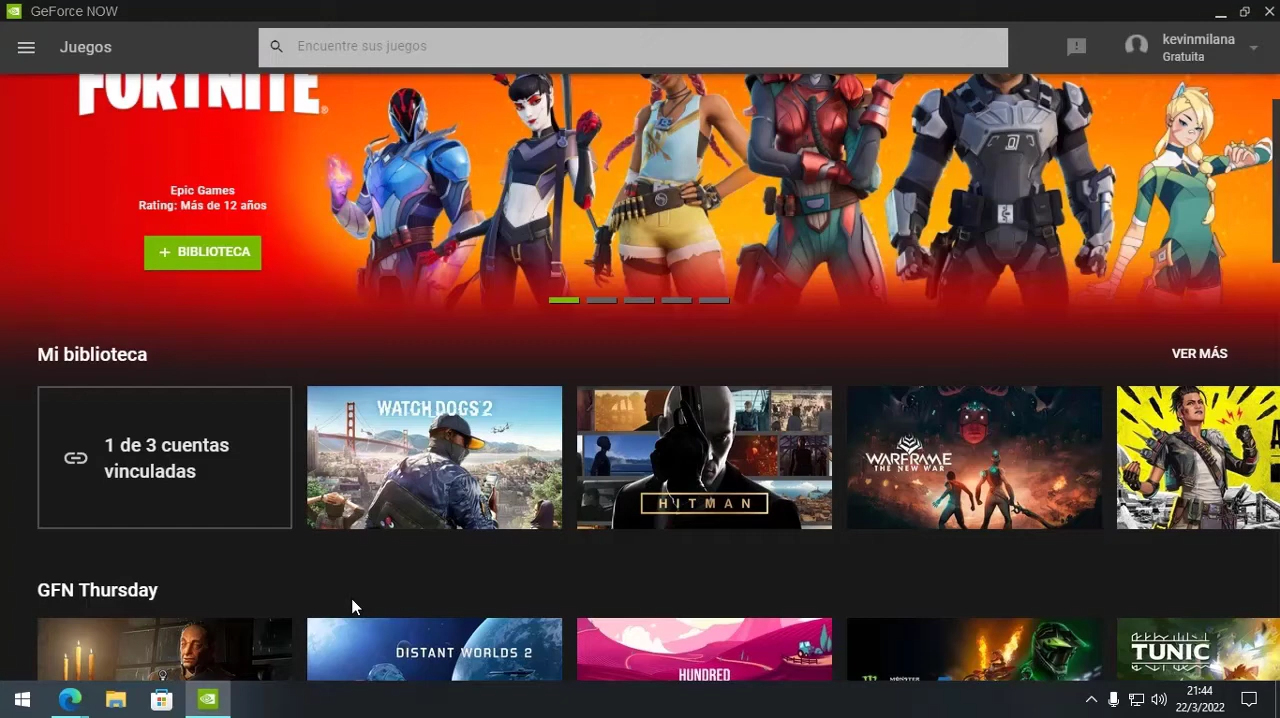 GeForce NOW
Juegos
Encuentre sus juegos
kevinmilana
Gratuita
FORTNITE
Epic Games
Rating: Más de 12 años
+ BIBLIOTECA
Mi biblioteca
VER MÁS
1 de 3 cuentas
vinculadas
WATCH DOGS 2
HITMAN
WARFRAME
THE NEW WAR
GFN Thursday
DISTANT WORLDS 2
HUNDRED
MONSTER
TUNIC
21:44
22/3/2022